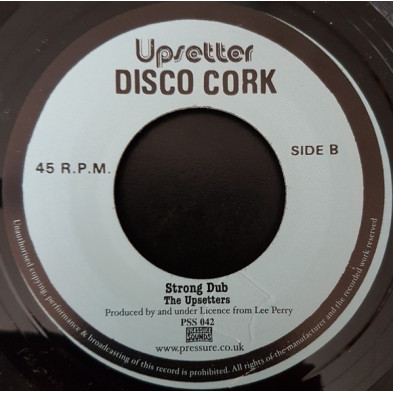 Upsetter
DISCO CORK
45 R.P.M.
SIDE B
Strong Dub
The Upsetters
Produced by and under Licence from Lee Perry
PSS 042
PRESSURE
SOUNDS
www.pressure.co.uk
Unauthorised copying, performance & broadcasting of this record is prohibited. All rights of the manufacturer and the recorded work reserved